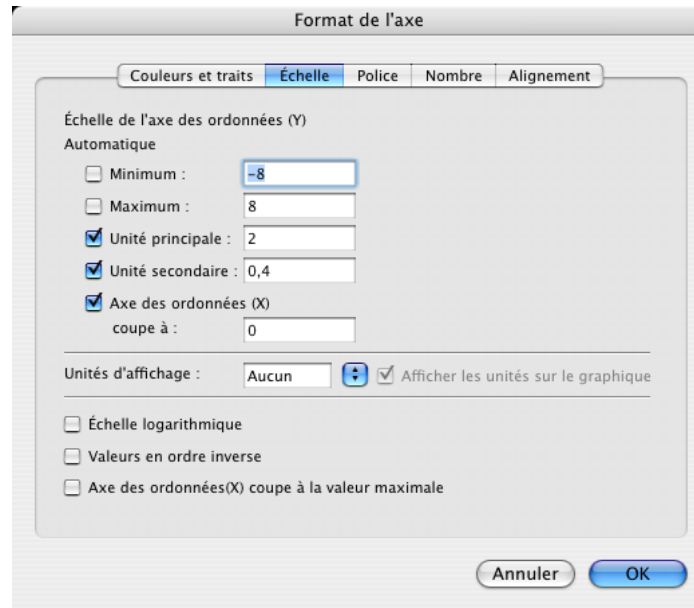 Format de l'axe
Couleurs et traits Échelle Police Nombre Alignement
Échelle de l'axe des ordonnées (Y)
Automatique
Minimum : -8
Maximum : 8
Unité principale : 2
Unité secondaire : 0,4
Axe des ordonnées (X)
coupe à : 0
Unités d'affichage : Aucun Afficher les unités sur le graphique
Échelle logarithmique
Valeurs en ordre inverse
Axe des ordonnées(X) coupe à la valeur maximale
Annuler OK